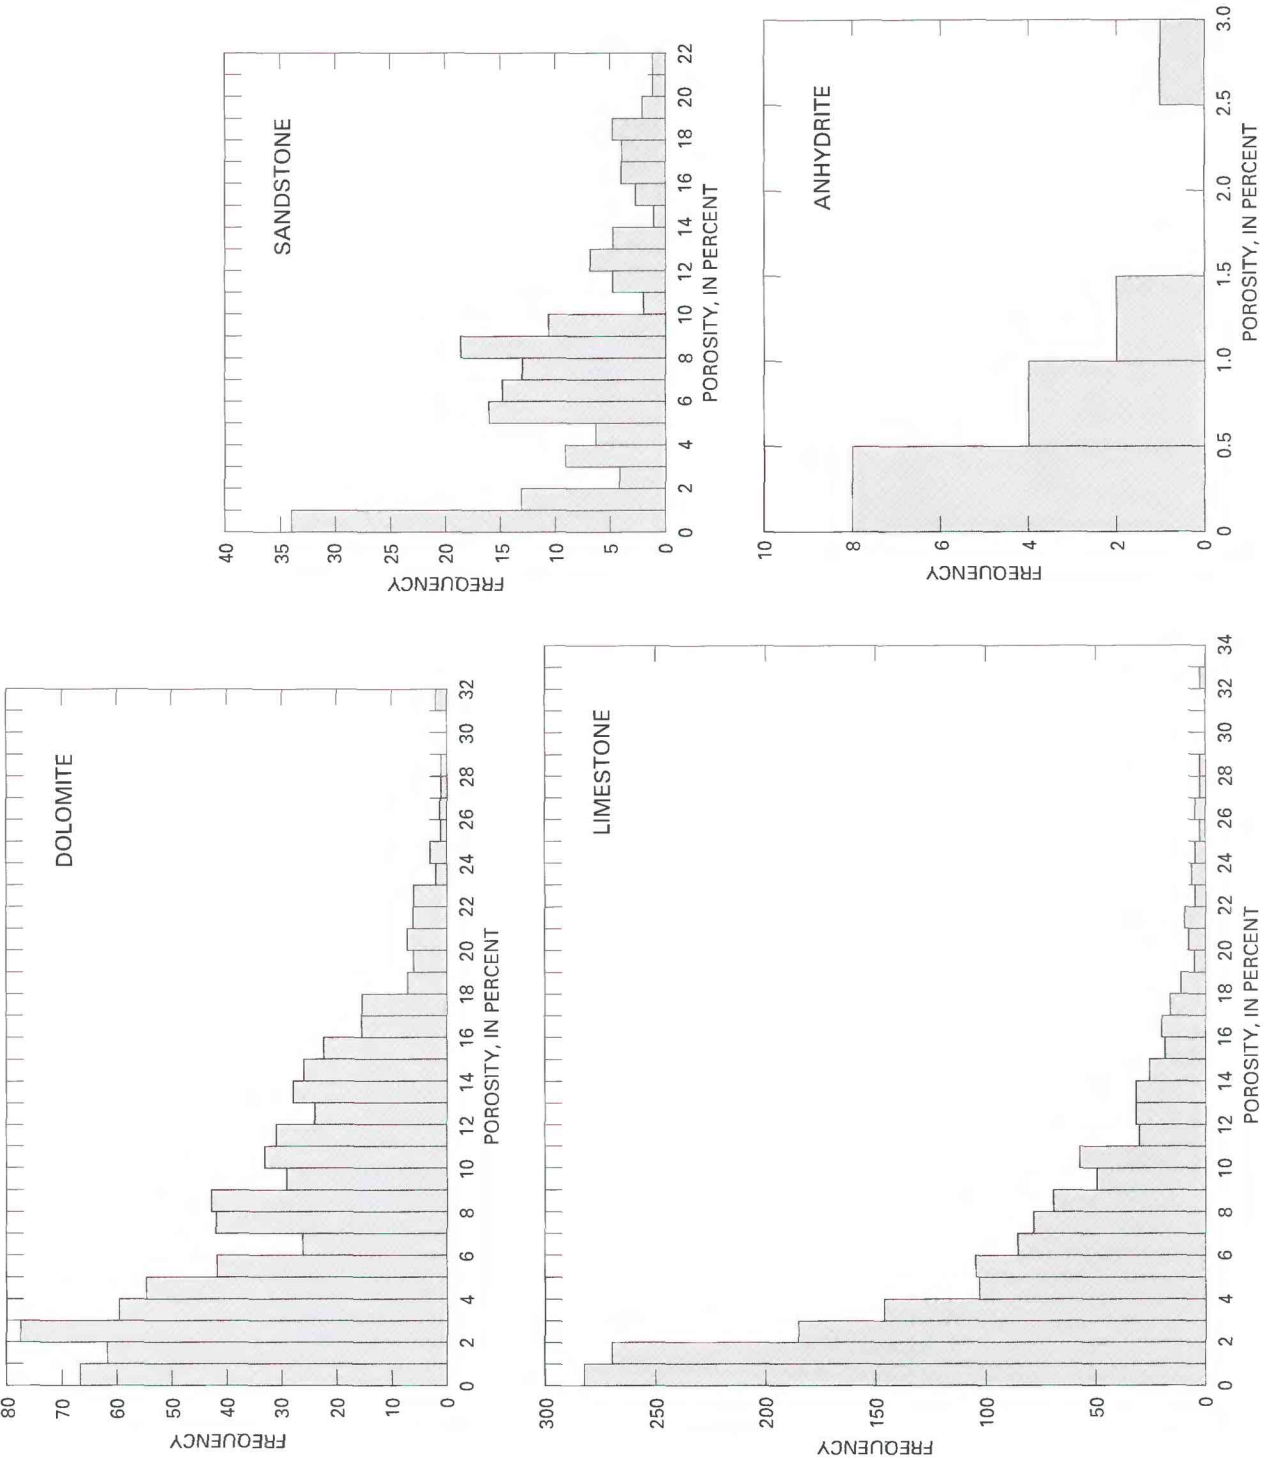 DOLOMITE
FREQUENCY
80
70
60
50
40
30
20
10
0
0 2 4 6 8 10 12 14 16 18 20 22 24 26 28 30 32
POROSITY, IN PERCENT
SANDSTONE
FREQUENCY
40
35
30
25
20
15
10
5
0
0 2 4 6 8 10 12 14 16 18 20 22
POROSITY, IN PERCENT
LIMESTONE
FREQUENCY
300
250
200
150
100
50
0
0 2 4 6 8 10 12 14 16 18 20 22 24 26 28 30 32 34
POROSITY, IN PERCENT
ANHYDRITE
FREQUENCY
10
8
6
4
2
0
0 0.5 1.0 1.5 2.0 2.5 3.0
POROSITY, IN PERCENT